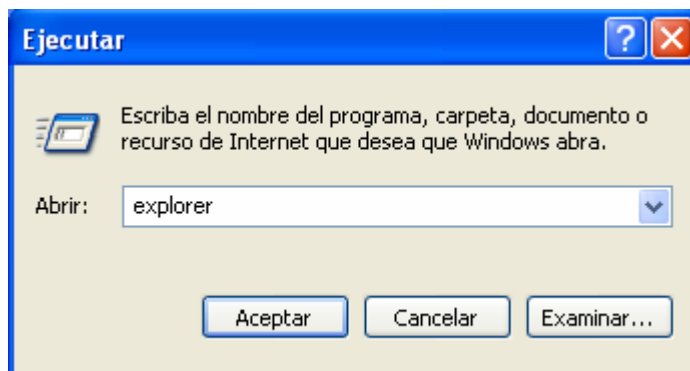 Ejecutar
Escriba el nombre del programa, carpeta, documento o
recurso de Internet que desea que Windows abra.
Abrir: explorer
Aceptar Cancelar Examinar...